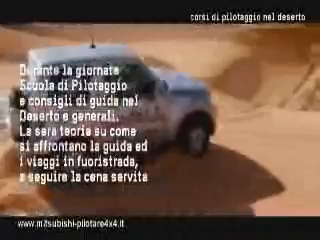 corsi di pilotaggio nel deserto
Durante la giornata
Scuola di Pilotaggio
e consigli di guida nel
Deserto e generali.
La sera teoria su come
si affrontano la guida ed
i viaggi in fuoristrada,
a seguire la cena servita
www.mitsubishi-pilotare4x4.it